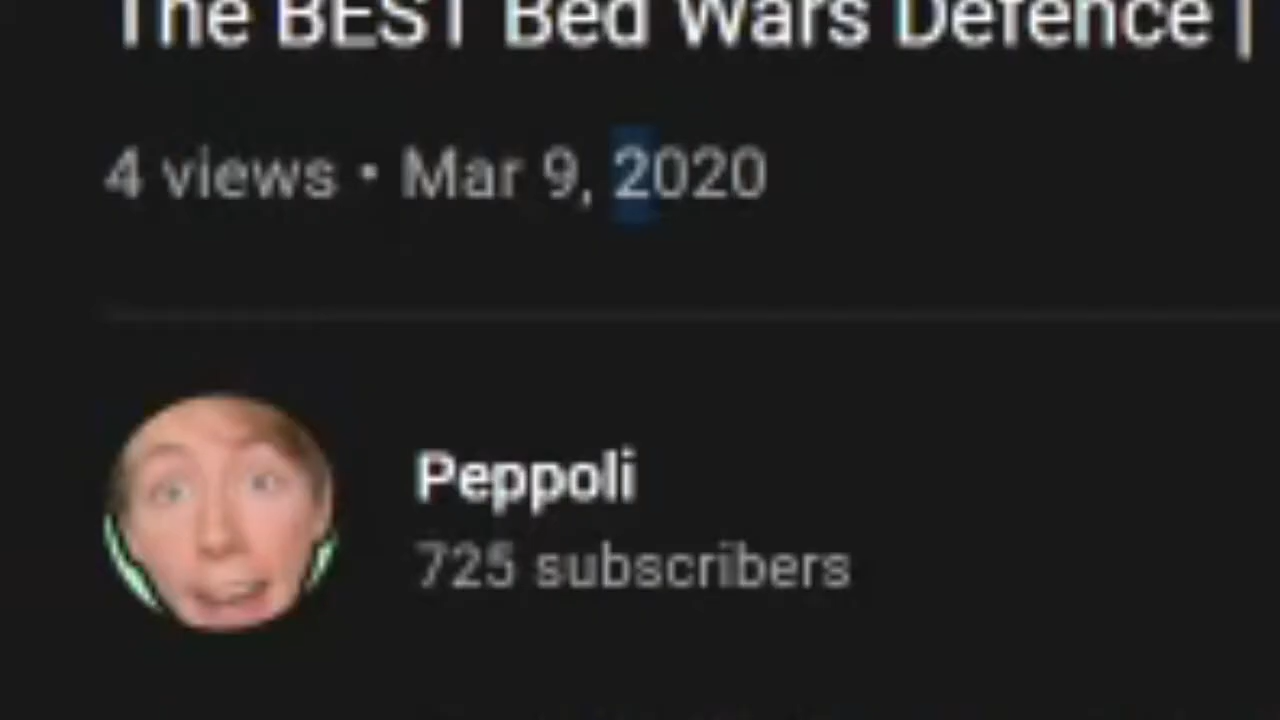 The BEST Bed Wars Defence |
4 views • Mar 9, 2020
Peppoli
725 subscribers